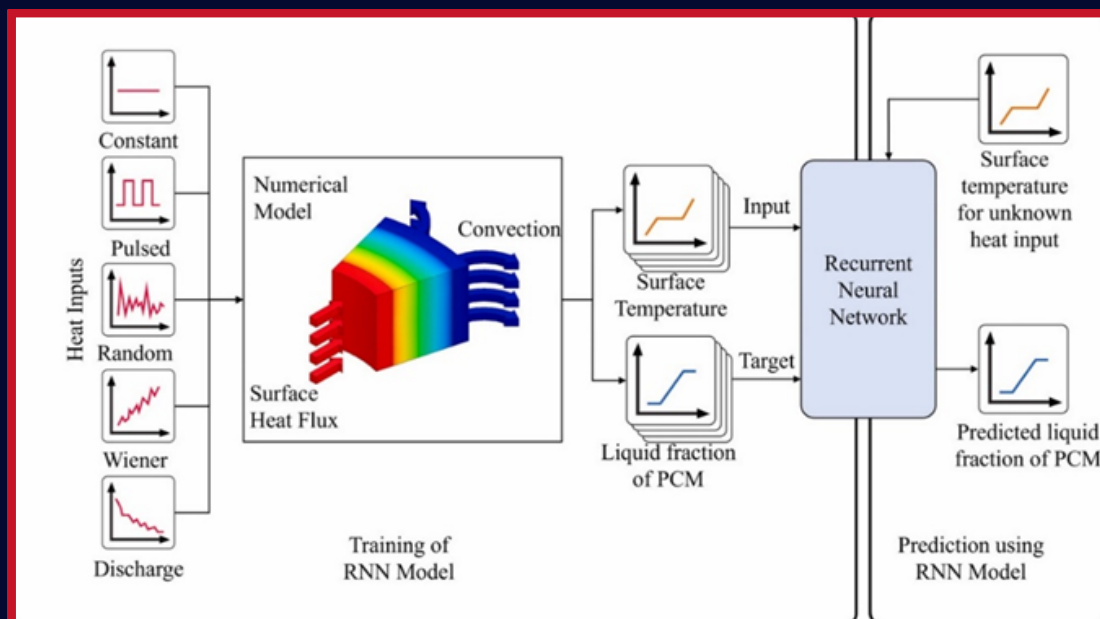 Heat Inputs
Constant
Pulsed
Random
Wiener
Discharge
Numerical
Model
Convection
Surface
Heat Flux
Surface
Temperature
Liquid fraction
of PCM
Input
Target
Recurrent
Neural
Network
Surface
temperature
for unknown
heat input
Predicted liquid
fraction of PCM
Training of
RNN Model
Prediction using
RNN Model